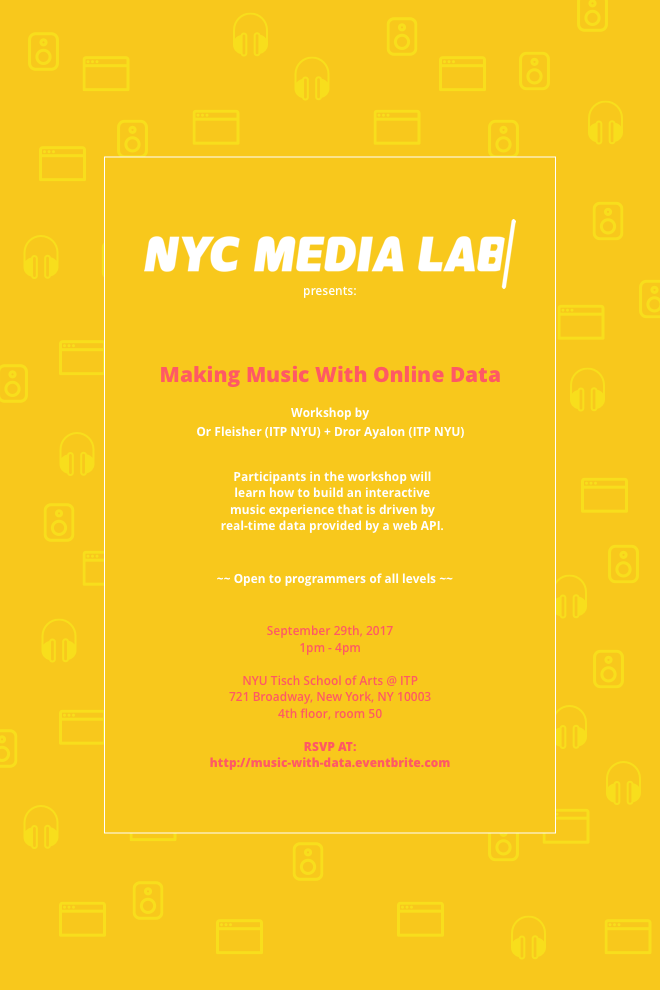 NYC MEDIA LAB
presents:
Making Music With Online Data
Workshop by
Or Fleisher (ITP NYU) + Dror Ayalon (ITP NYU)
Participants in the workshop will
learn how to build an interactive
music experience that is driven by
real-time data provided by a web API.
~~ Open to programmers of all levels ~~
September 29th, 2017
1pm - 4pm
NYU Tisch School of Arts @ ITP
721 Broadway, New York, NY 10003
4th floor, room 50
RSVP AT:
http://music-with-data.eventbrite.com